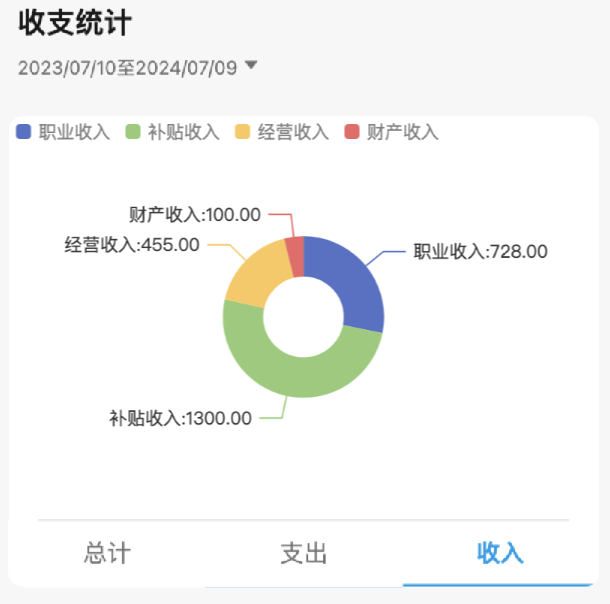 收支统计
2023/07/10至2024/07/09
职业收入 补贴收入 经营收入 财产收入
财产收入:100.00
经营收入:455.00
职业收入:728.00
补贴收入:1300.00
总计 支出 收入